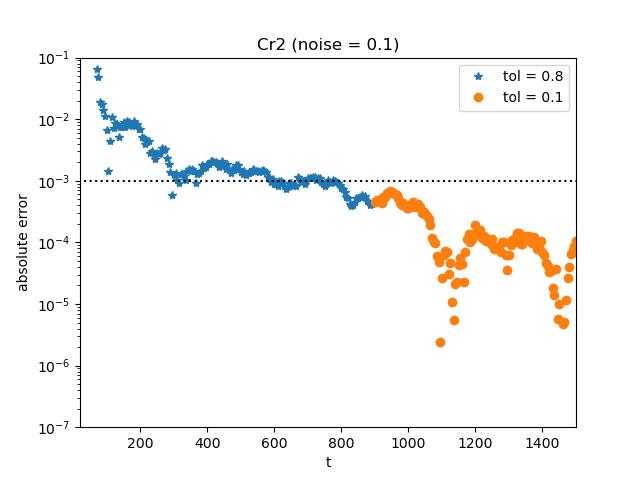 Cr2 (noise = 0.1)
tol = 0.8
tol = 0.1
absolute error
10⁻¹
10⁻²
10⁻³
10⁻⁴
10⁻⁵
10⁻⁶
10⁻⁷
200 400 600 800 1000 1200 1400
t